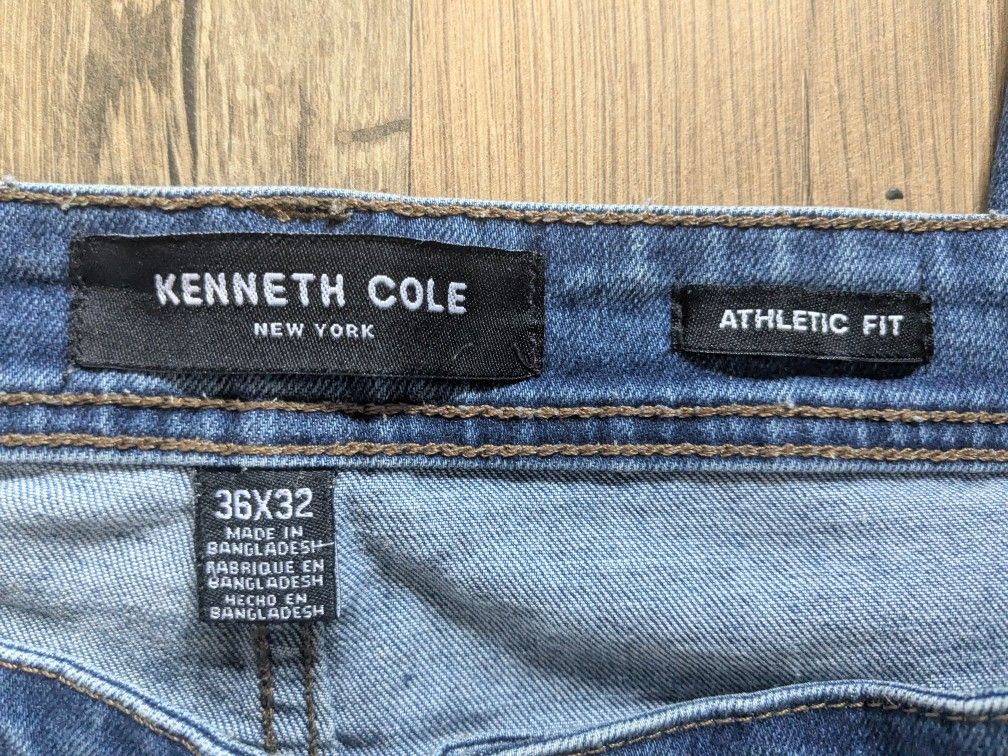 KENNETH COLE
NEW YORK
ATHLETIC FIT
36X32
MADE IN
BANGLADESH
FABRIQUE EN
BANGLADESH
HECHO EN
BANGLADESH